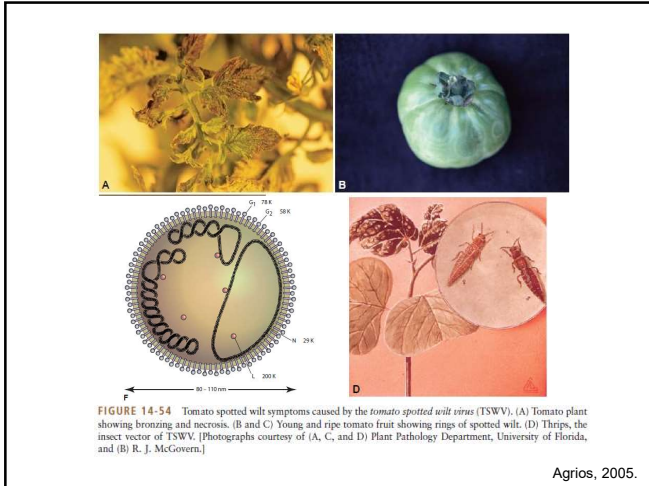 A
B
G₁ 78 K
G₂ 58 K
N 29 K
L 200 K
80 – 110 nm
F
D
FIGURE 14-54 Tomato spotted wilt symptoms caused by the tomato spotted wilt virus (TSWV). (A) Tomato plant
showing bronzing and necrosis. (B and C) Young and ripe tomato fruit showing rings of spotted wilt. (D) Thrips, the
insect vector of TSWV. [Photographs courtesy of (A, C, and D) Plant Pathology Department, University of Florida,
and (B) R. J. McGovern.]
Agrios, 2005.